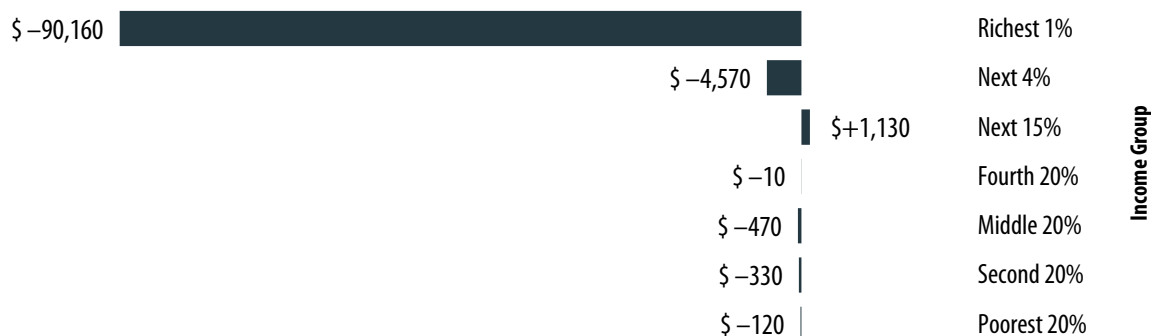 $ –90,160 Richest 1%
$ –4,570 Next 4%
$+1,130 Next 15%
$ –10 Fourth 20%
$ –470 Middle 20%
$ –330 Second 20%
$ –120 Poorest 20%
Income Group